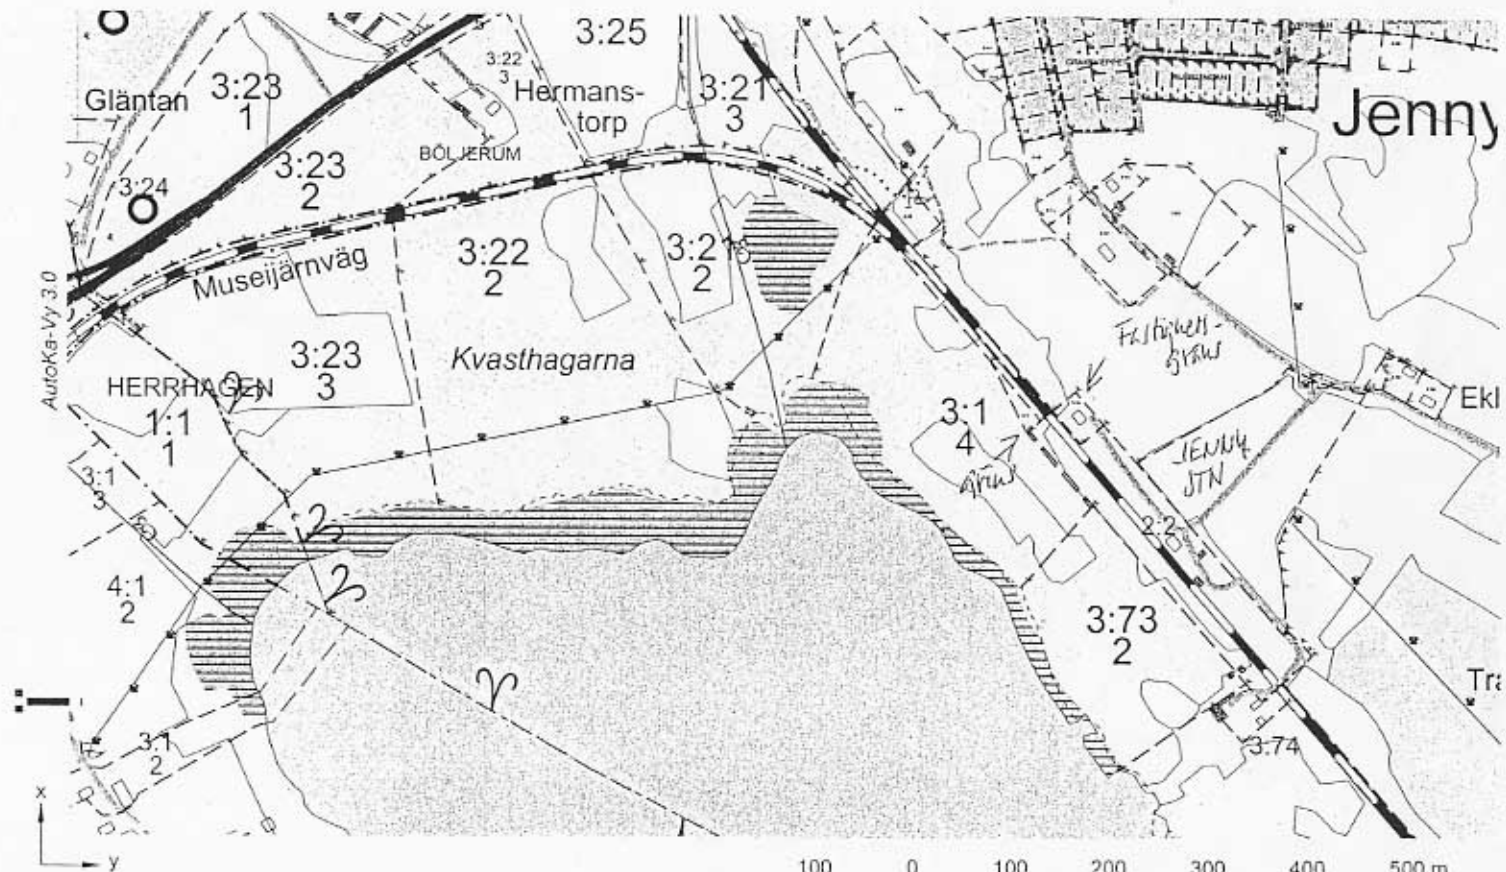 3:25
3:22
3
3:23
1
Gläntan
Hermans-
torp
3:21
3
Jenny
BÖLJERUM
3:23
2
3:24
3:22
2
3:21
2
Museijärnväg
AutoKa-Vy 3.0
Fastighets-
gräns
3:23
3
Kvasthagarna
HERRHAGEN
1:1
1
3:1
4
Ekl
JENNY
STN
gräns
3:1
3
2:2
4:1
2
3:73
2
Tra
3:1
2
3:74
x
y
100 0 100 200 300 400 500 m